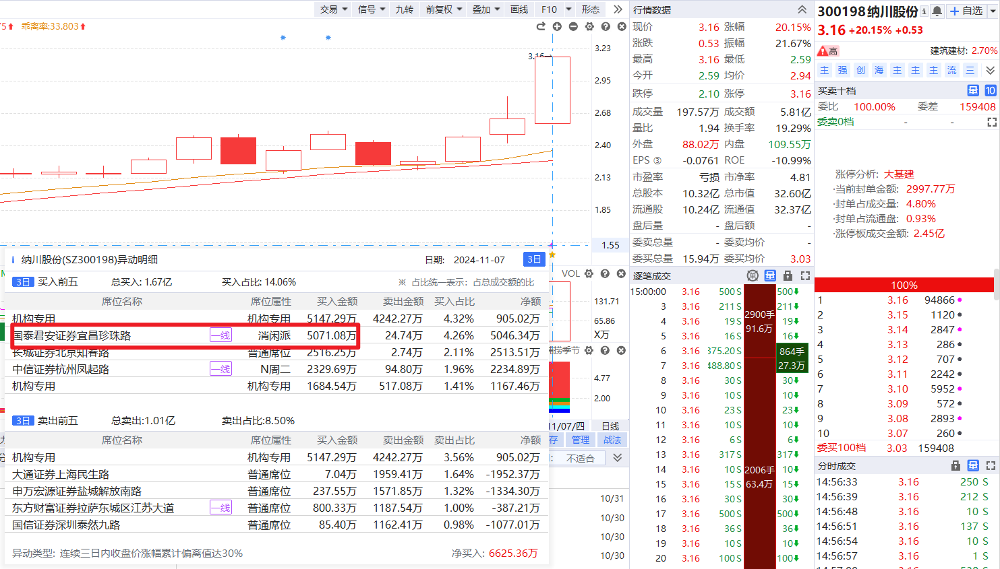 交易 信号 九转 前复权 叠加 画线 F10 形态
乖离率:33.803
3.16
3.23
2.95
2.68
2.40
2.13
1.85
1.55
纳川股份(SZ300198)异动明细 日期: 2024-11-07 3日
3日 买入前五 总买入: 1.67亿 买入占比: 14.06% ※ 占比统一表示：占总成交额的比
席位名称 席位属性 买入金额 卖出金额 买入占比 净额
机构专用 机构专用 5147.29万 4242.27万 4.32% 905.02万
国泰君安证券宜昌珍珠路 一线 消闲派 5071.08万 24.74万 4.26% 5046.34万
长城证券北京知春路 普通席位 2516.25万 2.74万 2.11% 2513.51万
中信证券杭州凤起路 一线 N周二 2329.69万 94.80万 1.96% 2234.89万
机构专用 机构专用 1684.54万 517.08万 1.41% 1167.46万
3日 卖出前五 总卖出:1.01亿 卖出占比:8.50%
席位名称 席位属性 买入金额 卖出金额 卖出占比 净额
机构专用 机构专用 5147.29万 4242.27万 3.56% 905.02万
大通证券上海民生路 普通席位 7.04万 1959.41万 1.64% -1952.37万
申万宏源证券盐城解放南路 普通席位 237.55万 1571.85万 1.32% -1334.30万
东方财富证券拉萨东城区江苏大道 一线 普通席位 800.33万 1187.54万 1.00% -387.21万
国信证券深圳泰然九路 普通席位 85.40万 1162.41万 0.98% -1077.01万
异动类型: 连续三日内收盘价涨幅累计偏离值达30% 净买入: 6625.36万
VOL
131.71
65.86
X万
捞季节
4.77
2.00
11/07/四 日线
存 管理 战法
不适合
10/31
10/30
10/30
10/30
行情数据
现价 3.16 涨幅 20.15%
涨跌 0.53 振幅 21.67%
最高 3.16 最低 2.59
今开 2.59 均价 2.94
跌停 2.10 涨停 3.16
成交量 197.57万 成交额 5.81亿
量比 1.94 换手率 19.29%
外盘 88.02万 内盘 109.55万
EPS ③ -0.0761 ROE -10.99%
市盈率 亏损 市净率 4.81
总股本 10.32亿 总市值 32.60亿
流通股 10.24亿 流通值 32.37亿
盘后量 - 盘后额 -
委卖总量 - 委卖均价 -
委买总量 15.94万 委买均价 3.03
逐笔成交 单 量
15:00:00 3.16 500 S 500
3 3.16 211 S 211
4 3.16 19 S 19
5 3.16 16 S 16
6 3.16 375.20 S
7 3.16 488.80 S
8 3.16 30 S 30
9 3.16 10 S 10
10 3.16 23 S 23
11 3.16 10 S 10
12 3.16 6 S 6
13 3.16 317 S 317
14 3.16 10 S 10
15 3.16 15 S 15
16 3.16 30 S 30
17 3.16 500 S 500
18 3.16 36 S 36
19 3.16 10 S 10
20 3.16 100 S 100
2900手
91.6万
864手
27.3万
2006手
63.4万
300198 纳川股份 自选
3.16 +20.15% +0.53
高 建筑建材: 2.70%
主 强 创 海 主 主 主 流 三
买卖十档 量 10
委比 100.00% 委差 159408
委卖0档 - -
涨停分析: 大基建
·当前封单金额: 2997.77万
·封单占成交量: 4.80%
·封单占流通盘: 0.93%
·涨停板成交金额: 2.45亿
100%
1 3.16 94866
2 3.15 1120
3 3.14 2847
4 3.13 286
5 3.12 707
6 3.11 2242
7 3.10 5952
8 3.09 572
9 3.08 2893
10 3.07 260
委买100档 3.03 159408
分时成交 量
14:56:33 3.16 250 S
14:56:39 3.16 212 S
14:56:48 3.16 10 S
14:56:51 3.16 137 S
14:56:54 3.16 10 S
14:56:57 3.16 1 S